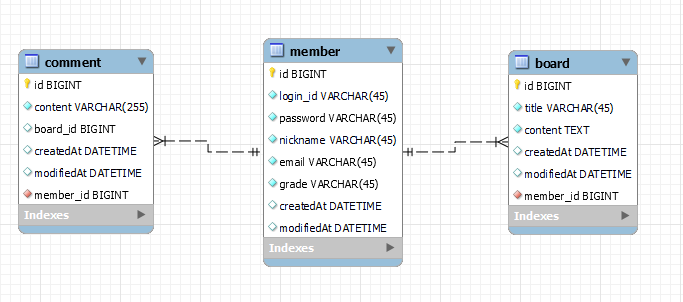 comment
id BIGINT
content VARCHAR(255)
board_id BIGINT
createdAt DATETIME
modifiedAt DATETIME
member_id BIGINT
Indexes
member
id BIGINT
login_id VARCHAR(45)
password VARCHAR(45)
nickname VARCHAR(45)
email VARCHAR(45)
grade VARCHAR(45)
createdAt DATETIME
modifiedAt DATETIME
Indexes
board
id BIGINT
title VARCHAR(45)
content TEXT
createdAt DATETIME
modifiedAt DATETIME
member_id BIGINT
Indexes